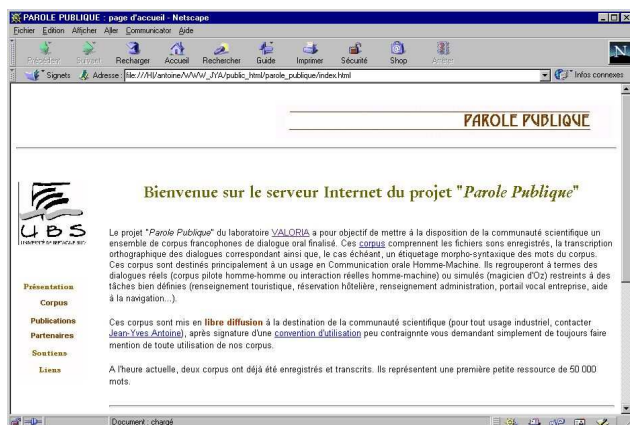 PAROLE PUBLIQUE : page d'accueil - Netscape
Fichier Edition Afficher Aller Communicator Aide
Précédent Suivant Recharger Accueil Rechercher Guide Imprimer Sécurité Shop Arrêter
Signets Adresse : file:///H|/antoine/WWW_JYA/public_html/parole_publique/index.html Infos connexes
PAROLE PUBLIQUE
Bienvenue sur le serveur Internet du projet "Parole Publique"
UBS
UNIVERSITÉ DE BRETAGNE SUD
Le projet "Parole Publique" du laboratoire VALORIA a pour objectif de mettre à la disposition de la communauté scientifique un
ensemble de corpus francophones de dialogue oral finalisé. Ces corpus comprennent les fichiers sons enregistrés, la transcription
orthographique des dialogues correspondant ainsi que, le cas échéant, un étiquetage morpho-syntaxique des mots du corpus.
Ces corpus sont destinés principalement à un usage en Communication orale Homme-Machine. Ils regrouperont à termes des
dialogues réels (corpus pilote homme-homme ou interaction réelles homme-machine) ou simulés (magicien d'Oz) restreints à des
tâches bien définies (renseignement touristique, réservation hôtelière, renseignement administration, portail vocal entreprise, aide
à la navigation...).
Présentation
Corpus
Publications
Partenaires
Soutiens
Liens
Ces corpus sont mis en libre diffusion à la destination de la communauté scientifique (pour tout usage industriel, contacter
Jean-Yves Antoine), après signature d'une convention d'utilisation peu contraignnte vous demandant simplement de toujours faire
mention de toute utilisation de nos corpus.
A l'heure actuelle, deux corpus ont déjà été enregistrés et transcrits. Ils représentent une première petite ressource de 50 000
mots.
Document : chargé